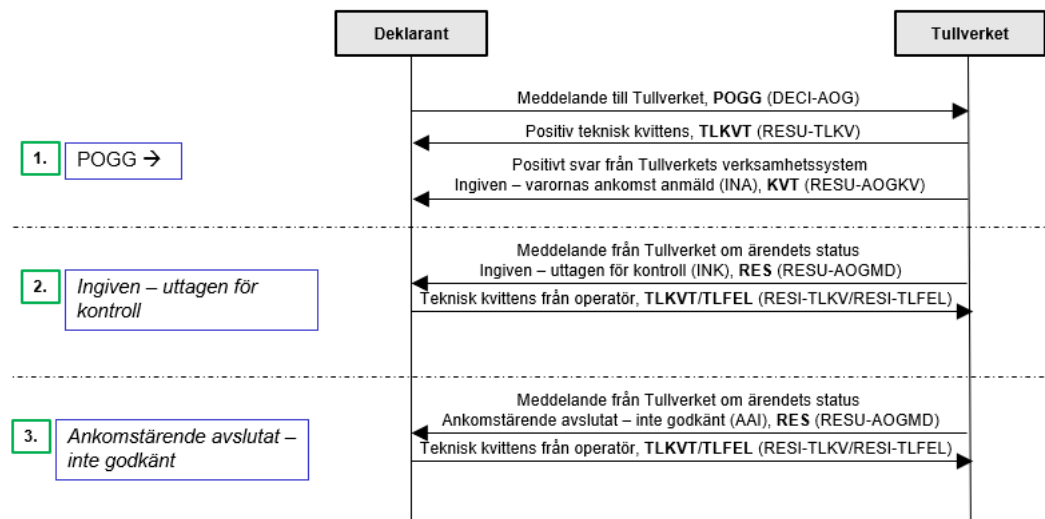 Deklarant
Tullverket
Meddelande till Tullverket, POGG (DECI-AOG)
Positiv teknisk kvittens, TLKVT (RESU-TLKV)
1.
POGG →
Positivt svar från Tullverkets verksamhetssystem
Ingiven – varornas ankomst anmäld (INA), KVT (RESU-AOGKV)
Meddelande från Tullverket om ärendets status
2.
Ingiven – uttagen för
kontroll
Ingiven – uttagen för kontroll (INK), RES (RESU-AOGMD)
Teknisk kvittens från operatör, TLKVT/TLFEL (RESI-TLKV/RESI-TLFEL)
Meddelande från Tullverket om ärendets status
3.
Ankomstärende avslutat –
inte godkänt
Ankomstärende avslutat – inte godkänt (AAI), RES (RESU-AOGMD)
Teknisk kvittens från operatör, TLKVT/TLFEL (RESI-TLKV/RESI-TLFEL)